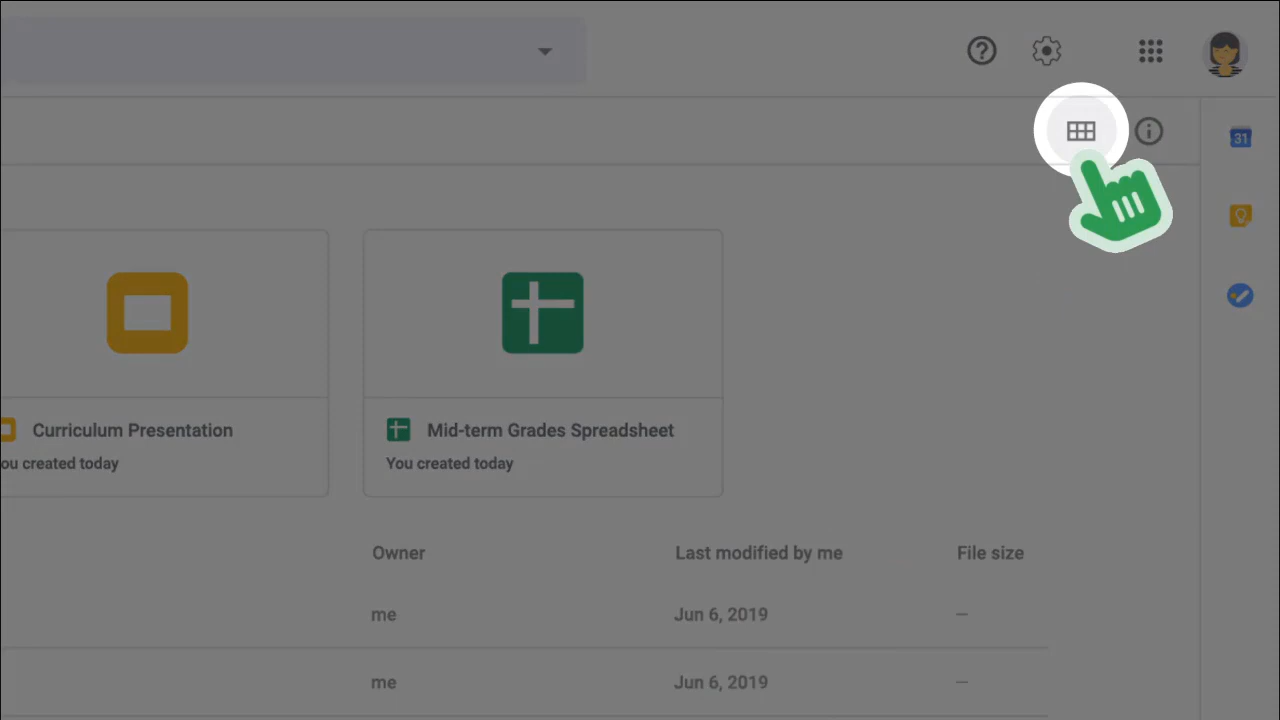 31
Curriculum Presentation
ou created today
Mid-term Grades Spreadsheet
You created today
Owner Last modified by me File size
me Jun 6, 2019 —
me Jun 6, 2019 —